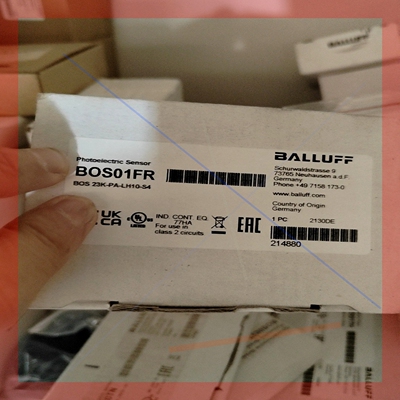 BALLUFF
Photoelectric Sensor
BOS01FR
BOS 23K-PA-LH10-S4
BALLUFF
Schurwaldstrasse 9
73765 Neuhausen a.d.F.
Germany
Phone +49 7158 173-0
www.balluff.com
Country of Origin
Germany
UK
CA
IND. CONT. EQ.
77HA
For use in
class 2 circuits
EAC
1 PC 2130DE
214880
BALLUFF